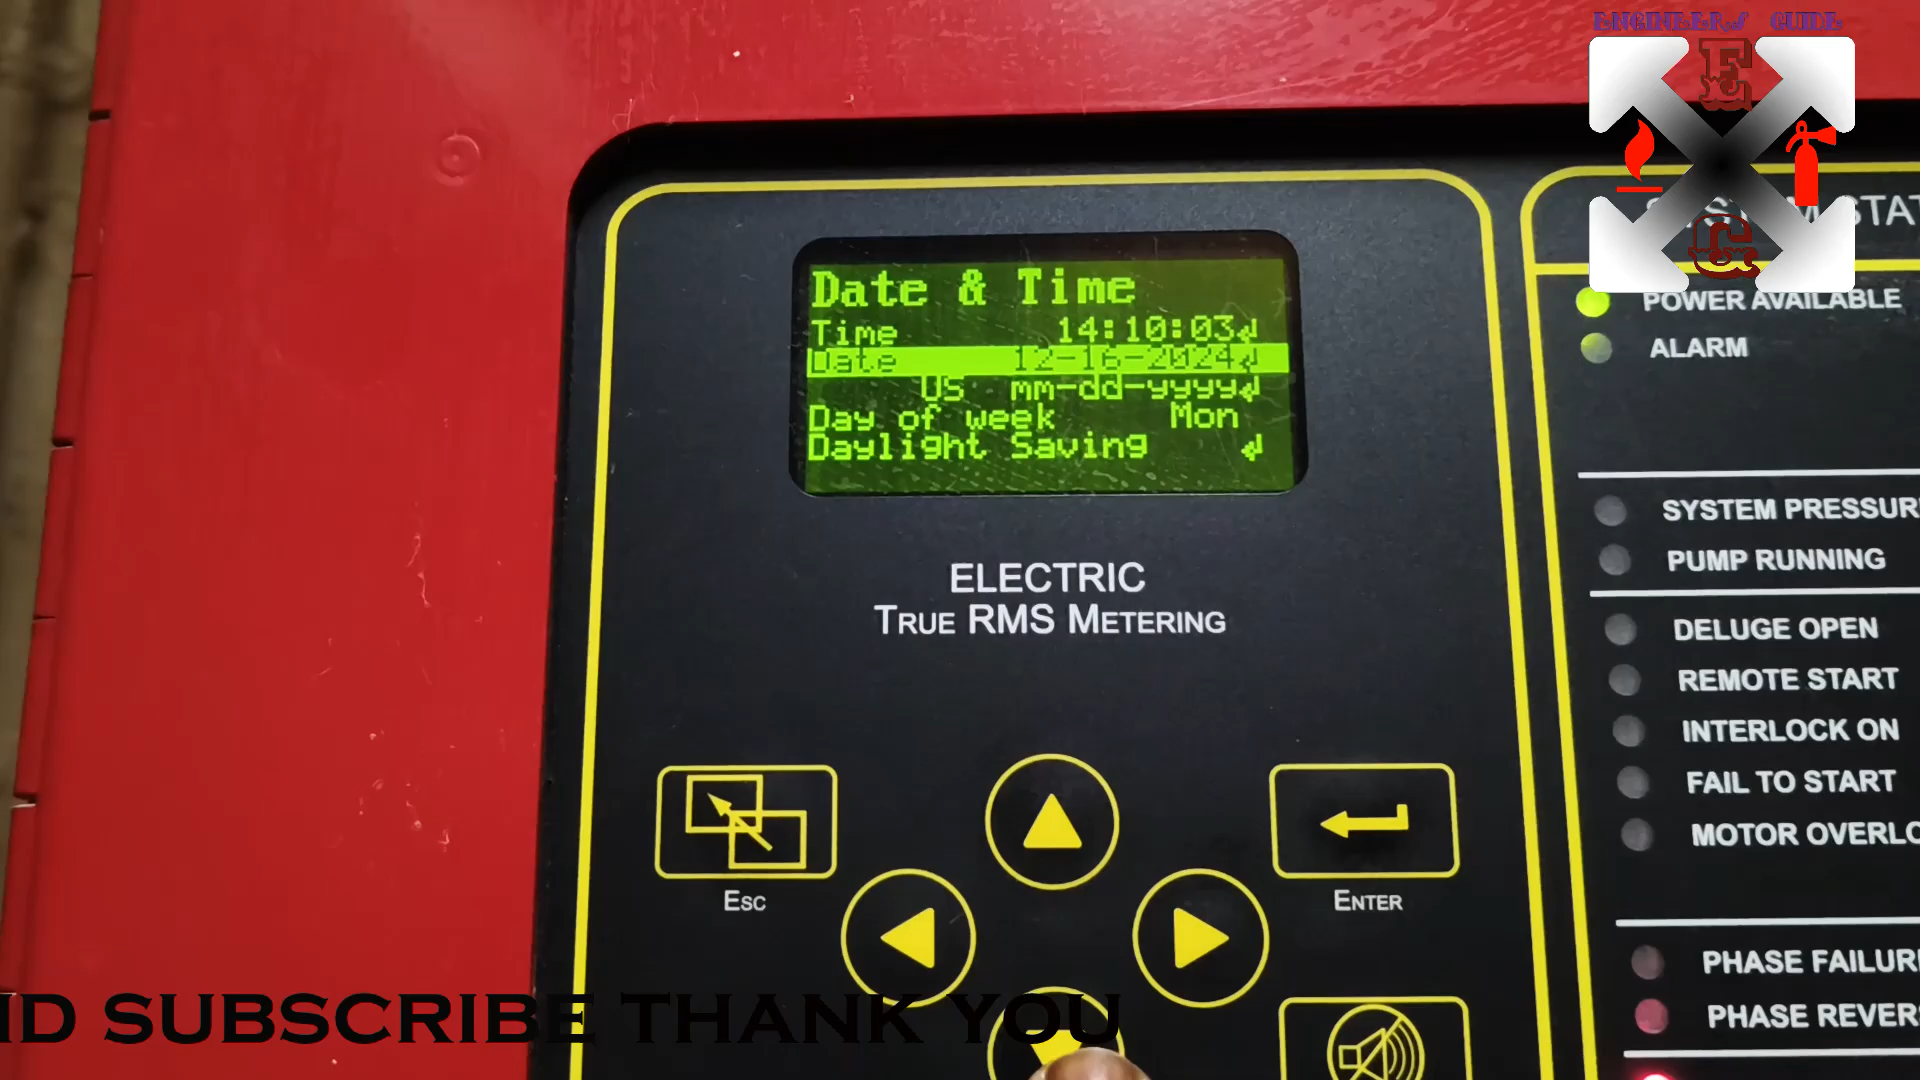 ENGINEERS GUIDE
E
G
Date & Time
Time 14:10:03↲
Date 12-16-2024↲
US mm-dd-yyyy↲
Day of week Mon
Daylight Saving ↲
ELECTRIC
TRUE RMS METERING
ESC
ENTER
POWER AVAILABLE
ALARM
SYSTEM PRESSUR
PUMP RUNNING
DELUGE OPEN
REMOTE START
INTERLOCK ON
FAIL TO START
MOTOR OVERLO
PHASE FAILUR
PHASE REVER
ID SUBSCRIBE THANK YOU